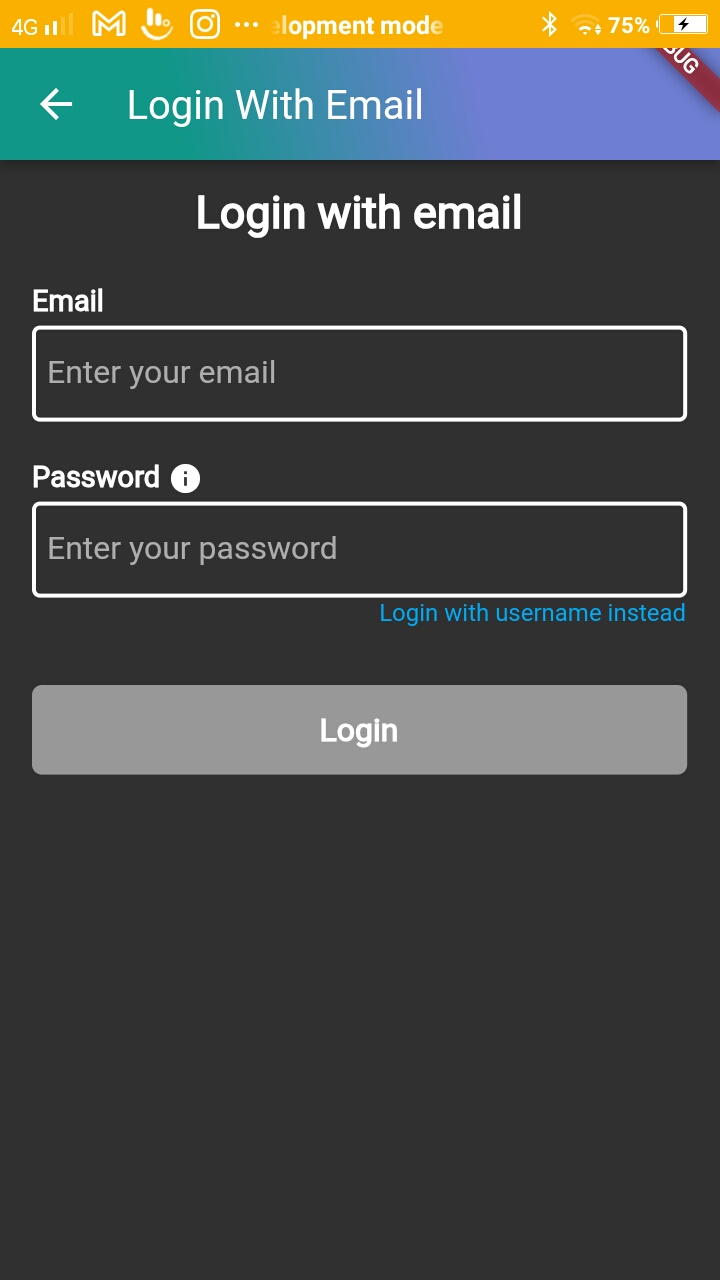 4G
elopment mode
75%
Login With Email
Login with email
Email
Enter your email
Password
Enter your password
Login with username instead
Login